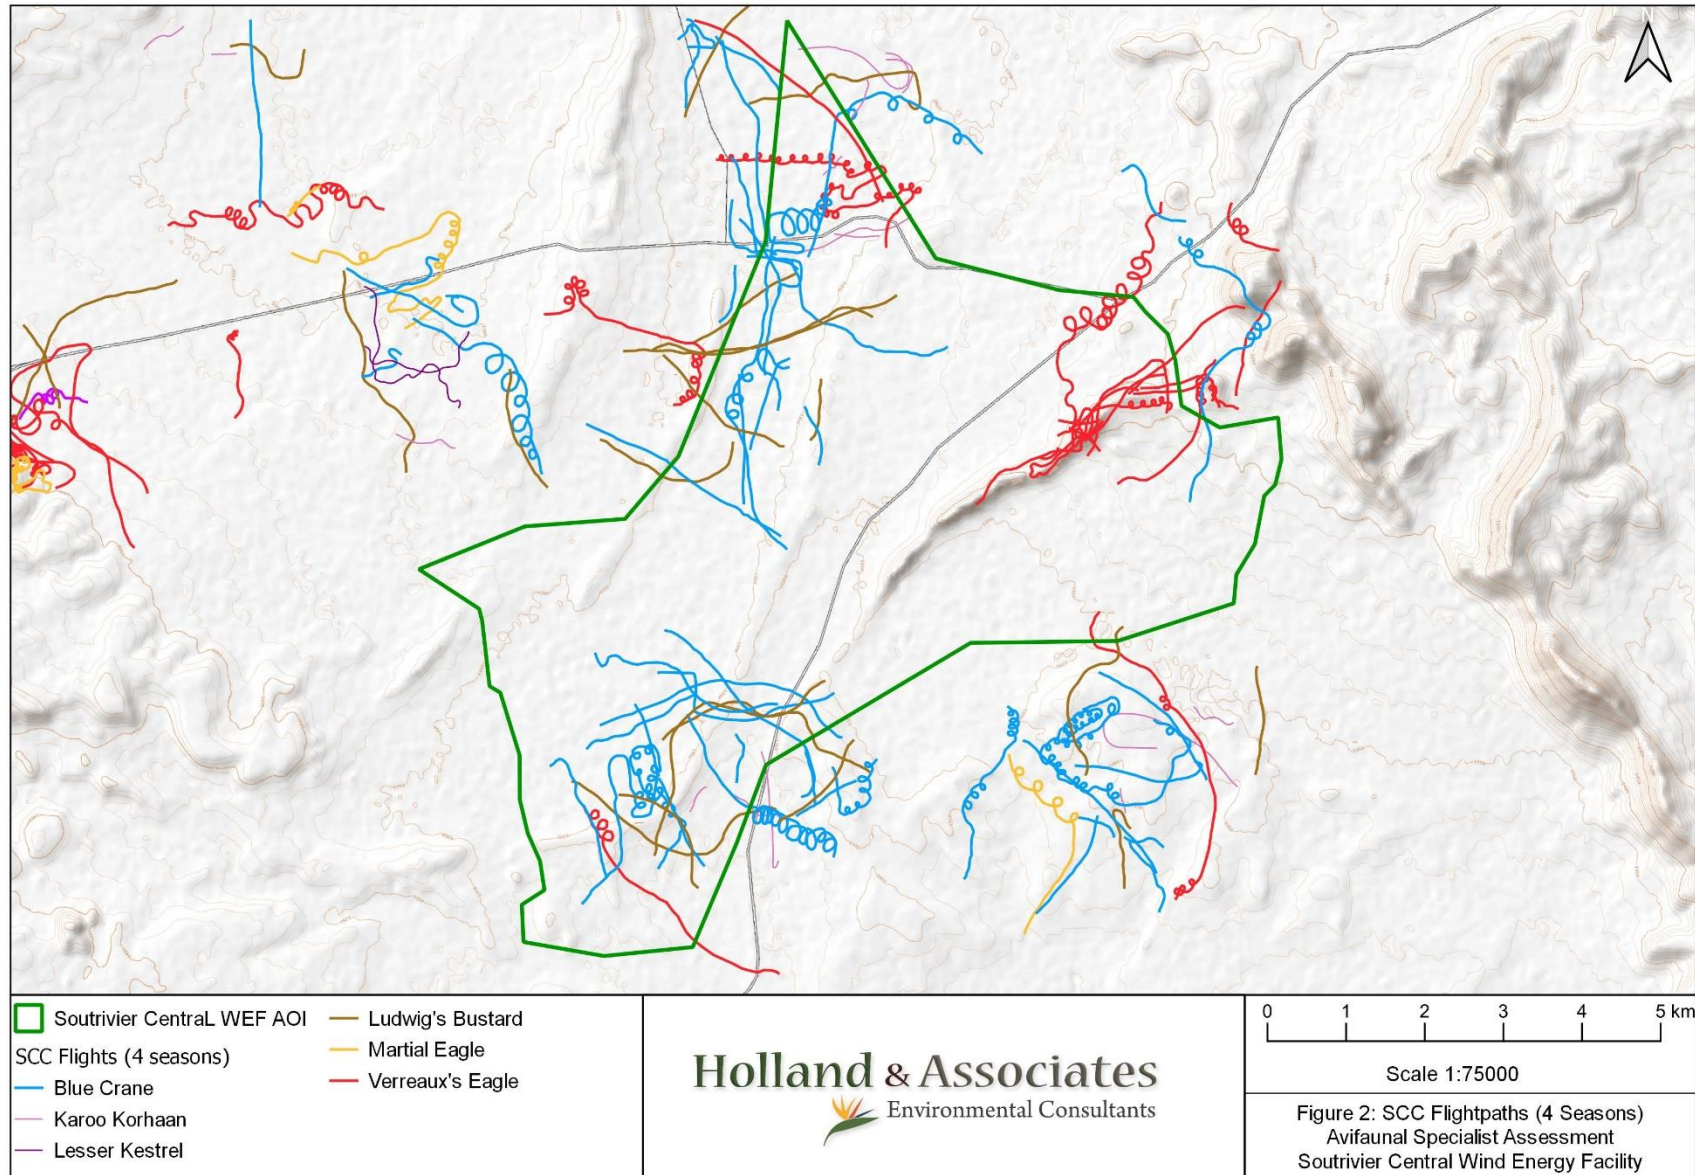 N
Soutrivier CentraL WEF AOI
SCC Flights (4 seasons)
Blue Crane
Karoo Korhaan
Lesser Kestrel
Ludwig's Bustard
Martial Eagle
Verreaux's Eagle
Holland & Associates
Environmental Consultants
0 1 2 3 4 5 km
Scale 1:75000
Figure 2: SCC Flightpaths (4 Seasons)
Avifaunal Specialist Assessment
Soutrivier Central Wind Energy Facility